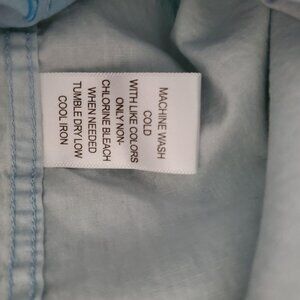 MACHINE WASH
COLD
WITH LIKE COLORS
ONLY NON-
CHLORINE BLEACH
WHEN NEEDED
TUMBLE DRY LOW
COOL IRON